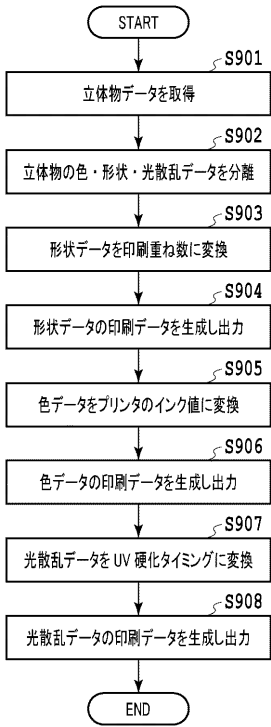 START
S901
立体物データを取得
S902
立体物の色・形状・光散乱データを分離
S903
形状データを印刷重ね数に変換
S904
形状データの印刷データを生成し出力
S905
色データをプリンタのインク値に変換
S906
色データの印刷データを生成し出力
S907
光散乱データをUV硬化タイミングに変換
S908
光散乱データの印刷データを生成し出力
END